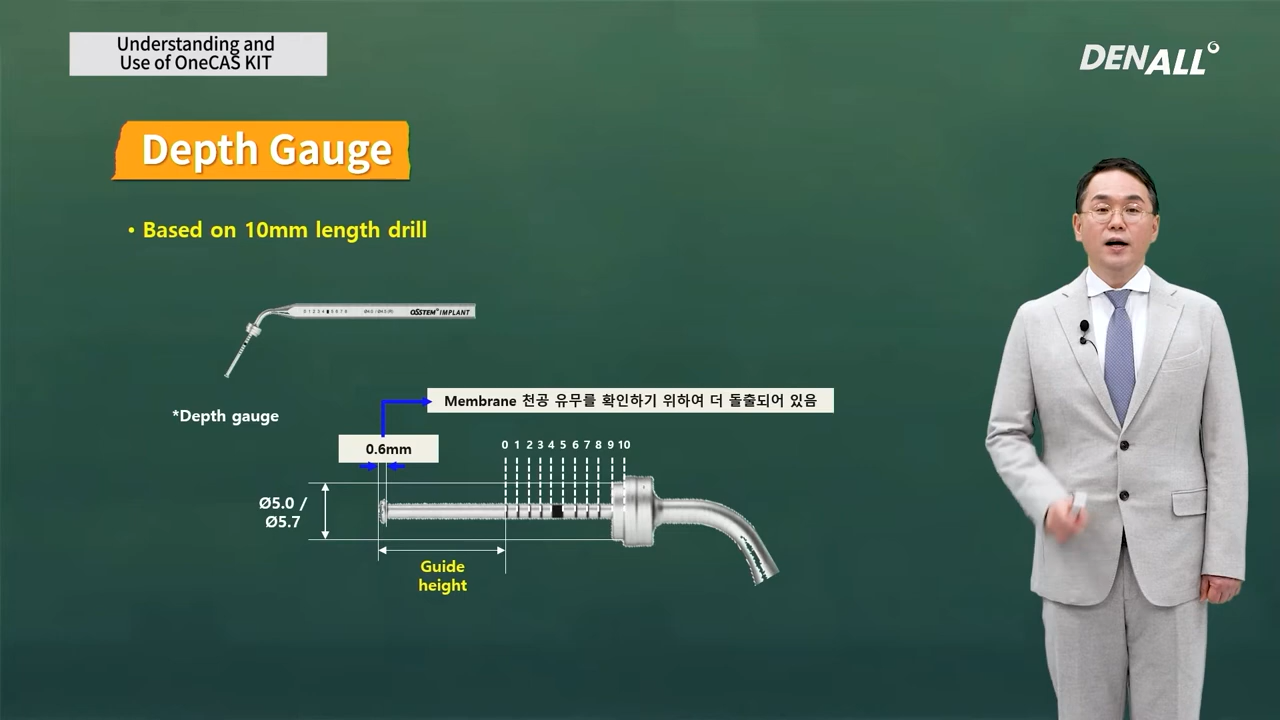 Understanding and
Use of OneCAS KIT
DENALL
Depth Gauge
• Based on 10mm length drill
OSSTEM® IMPLANT
*Depth gauge
Membrane 천공 유무를 확인하기 위하여 더 돌출되어 있음
0.6mm
0 1 2 3 4 5 6 7 8 9 10
Ø5.0 /
Ø5.7
Guide
height